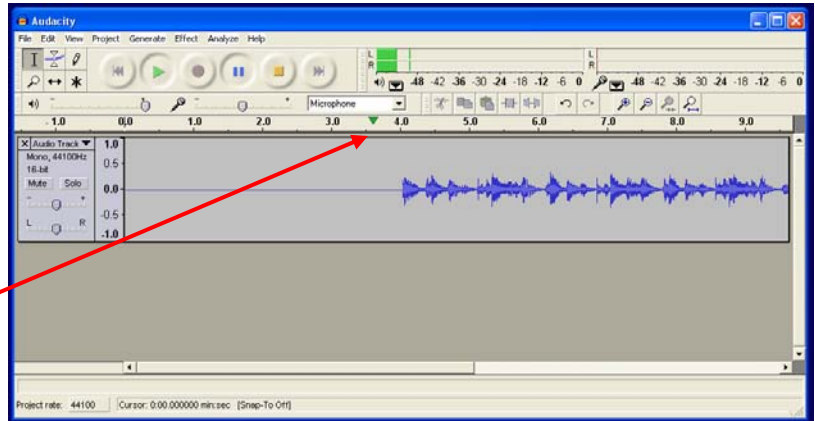 Audacity
File Edit View Project Generate Effect Analyze Help
L
R
-48 -42 -36 -30 -24 -18 -12 -6 0
L
R
-48 -42 -36 -30 -24 -18 -12 -6 0
Microphone
- 1.0 0,0 1.0 2.0 3.0 4.0 5.0 6.0 7.0 8.0 9.0
X Audio Track
Mono, 44100Hz
16-bit
Mute Solo
- +
L R
1.0
0.5
0.0
-0.5
-1.0
Project rate: 44100 Cursor: 0:00.000000 min:sec [Snap-To Off]